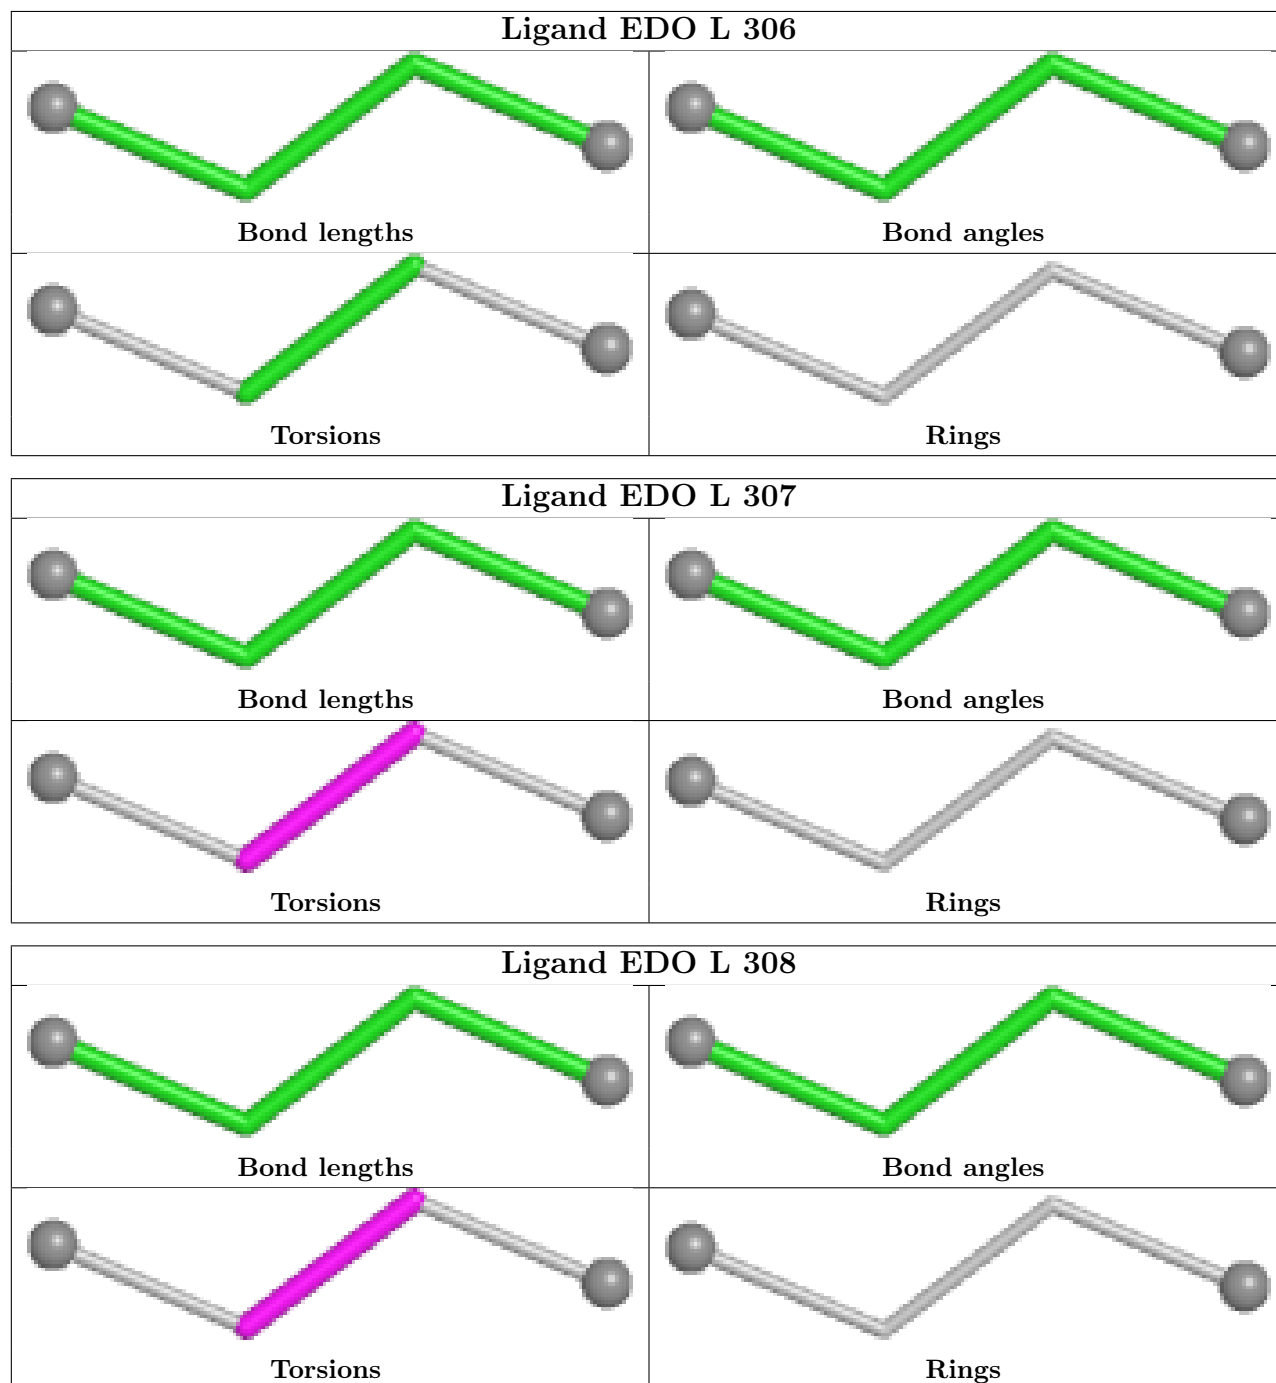 Ligand EDO L 306
Bond lengths
Bond angles
Torsions
Rings
Ligand EDO L 307
Bond lengths
Bond angles
Torsions
Rings
Ligand EDO L 308
Bond lengths
Bond angles
Torsions
Rings